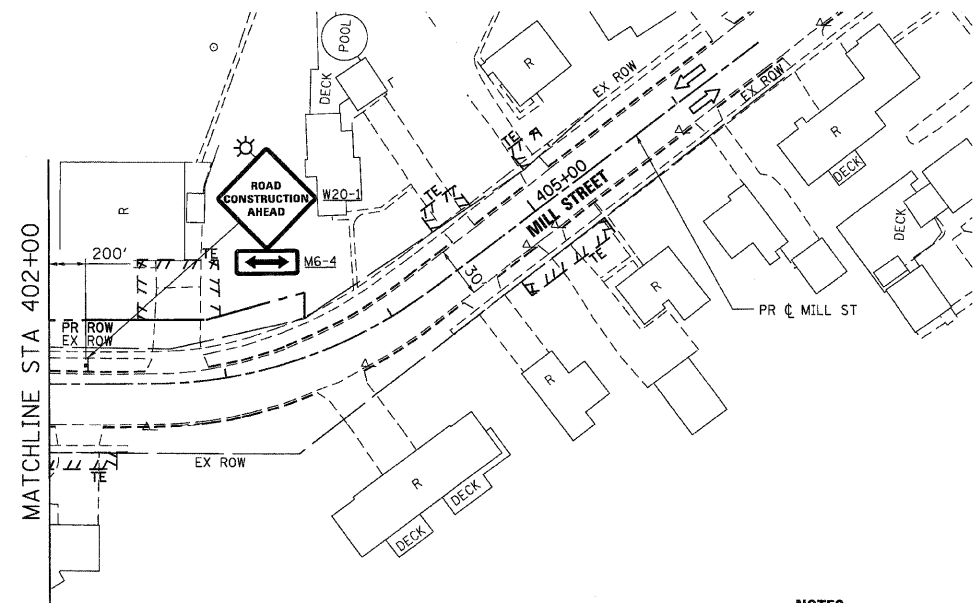 POOL
R
DECK
EX ROW
EX ROW
TE
R
DECK
ROAD
CONSTRUCTION
AHEAD
W20-1
M6-4
R
200'
TE
TE
405+00
MILL STREET
30'
TE
R
DECK
PR ℄ MILL ST
PR ROW
EX ROW
MATCHLINE STA 402+00
R
EX ROW
TE
R
DECK
DECK
NOTES